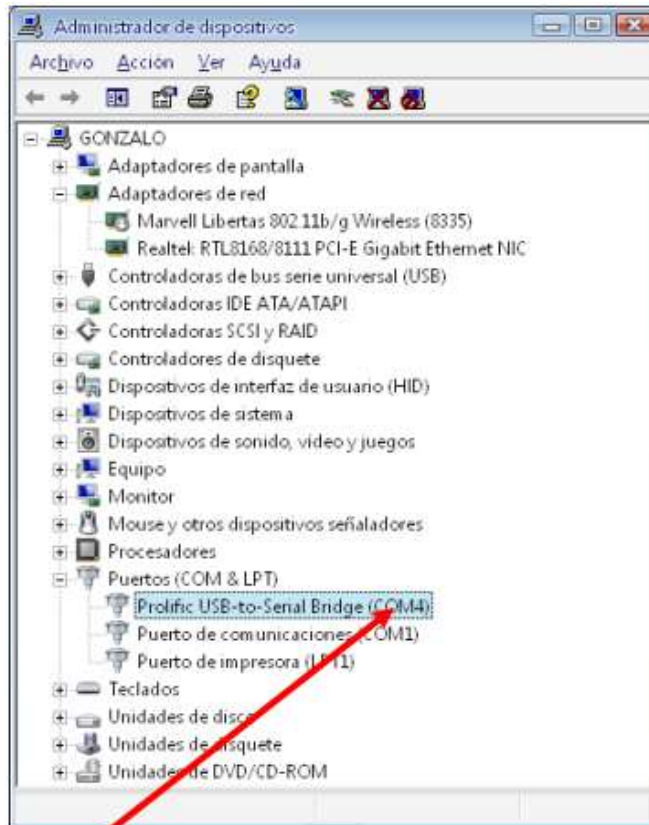 Administrador de dispositivos
Archivo Acción Ver Ayuda
GONZALO
Adaptadores de pantalla
Adaptadores de red
Marvell Libertas 802.11b/g Wireless (8335)
Realtek RTL8168/8111 PCI-E Gigabit Ethernet NIC
Controladoras de bus serie universal (USB)
Controladoras IDE ATA/ATAPI
Controladoras SCSI y RAID
Controladores de disquete
Dispositivos de interfaz de usuario (HID)
Dispositivos de sistema
Dispositivos de sonido, vídeo y juegos
Equipo
Monitor
Mouse y otros dispositivos señaladores
Procesadores
Puertos (COM & LPT)
Prolific USB-to-Serial Bridge (COM4)
Puerto de comunicaciones (COM1)
Puerto de impresora (LPT1)
Teclados
Unidades de disco
Unidades de disquete
Unidades de DVD/CD-ROM